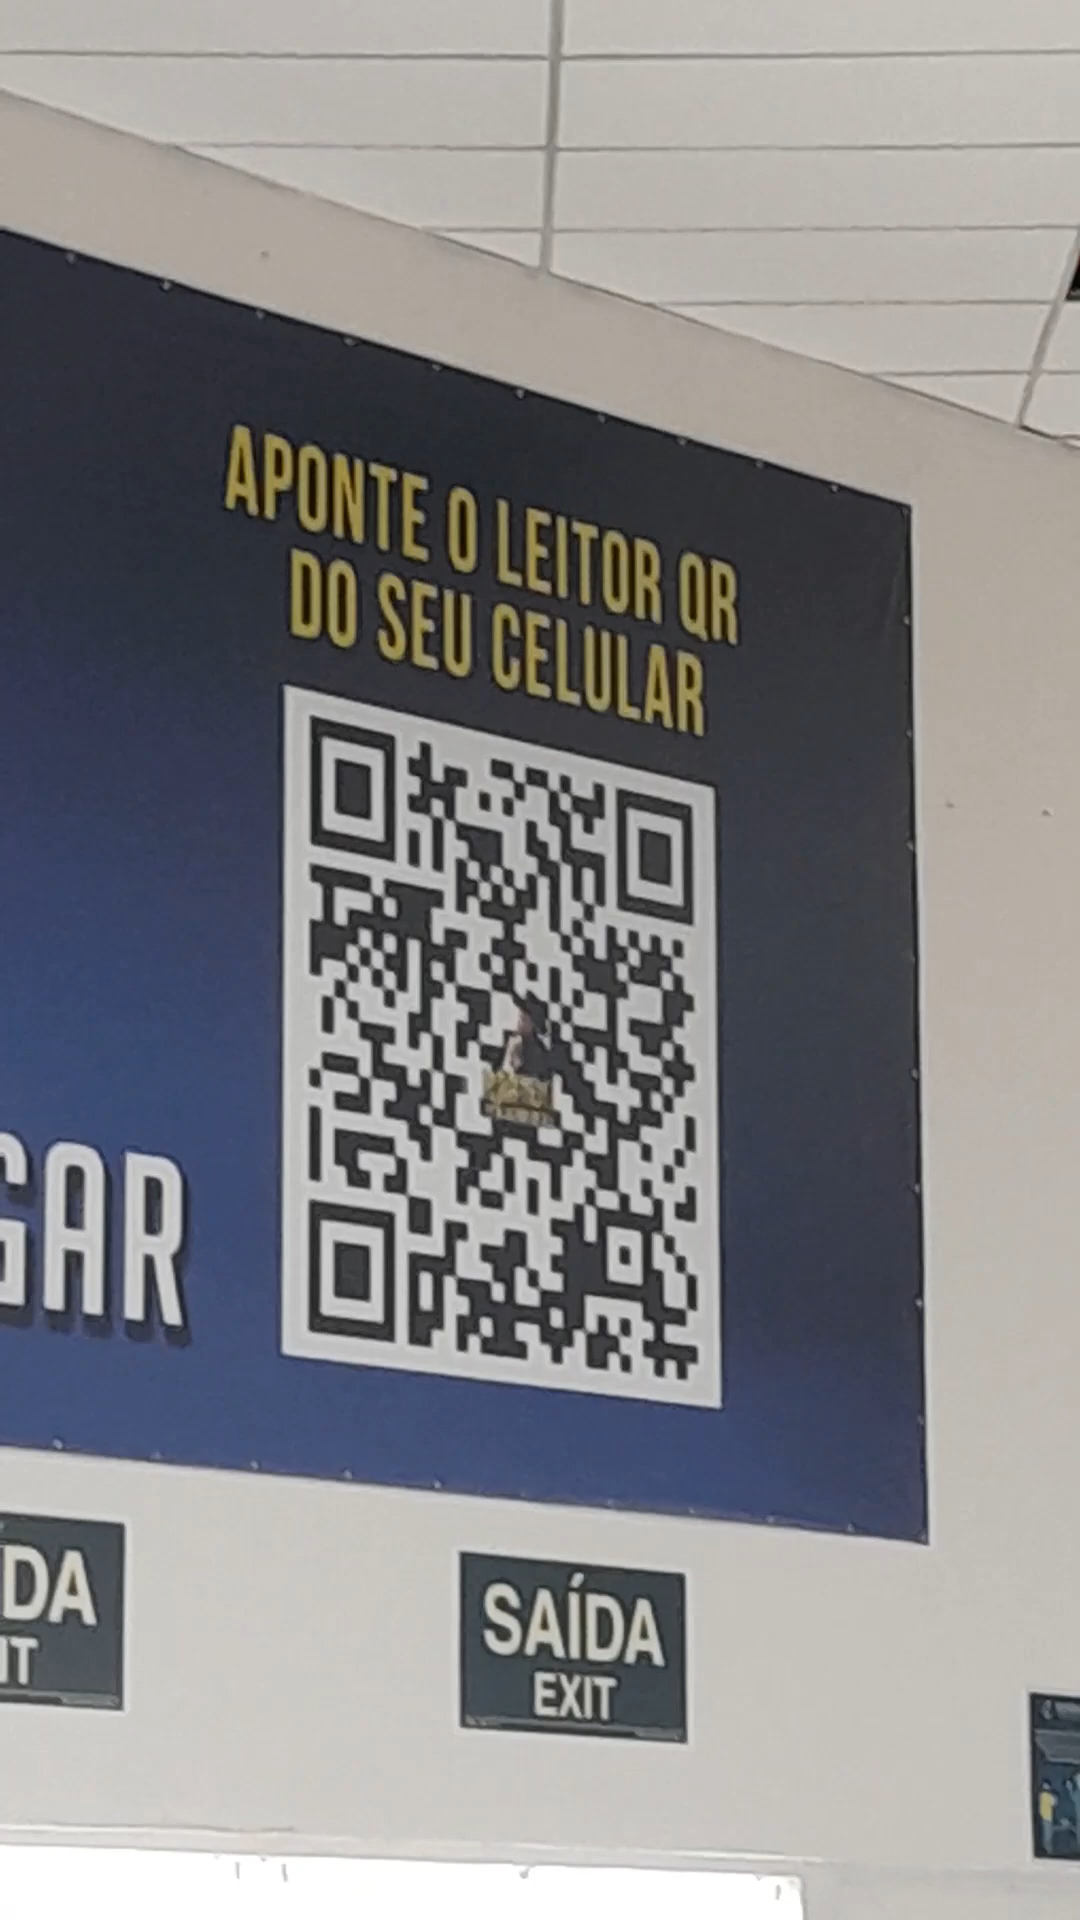 APONTE O LEITOR QR
DO SEU CELULAR
GAR
DA
IT
SAÍDA
EXIT